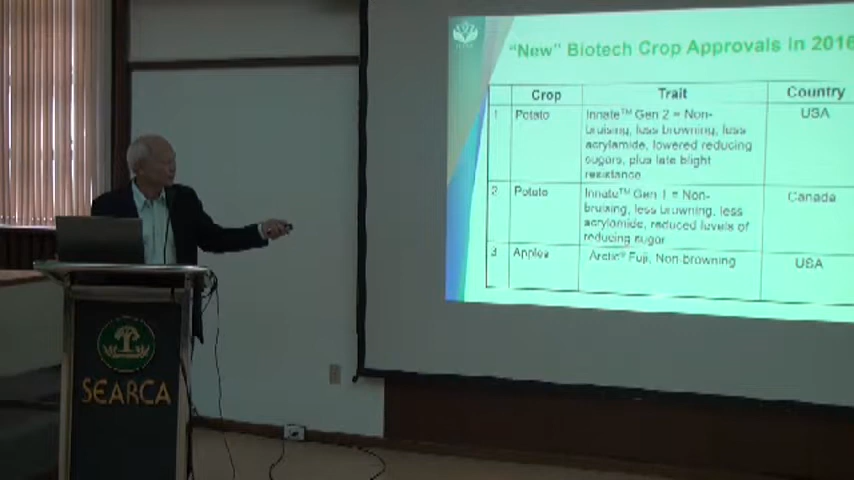 "New" Biotech Crop Approvals in 2016
Crop Trait Country
1 Potato Innate™ Gen 2 = Non- USA
bruising, less browning, less
acrylamide, lowered reducing
sugars, plus late blight
resistance
2 Potato Innate™ Gen 1 = Non- Canada
bruising, less browning, less
acrylamide, reduced levels of
reducing sugar
3 Apples Arctic® Fuji, Non-browning USA
SEARCA